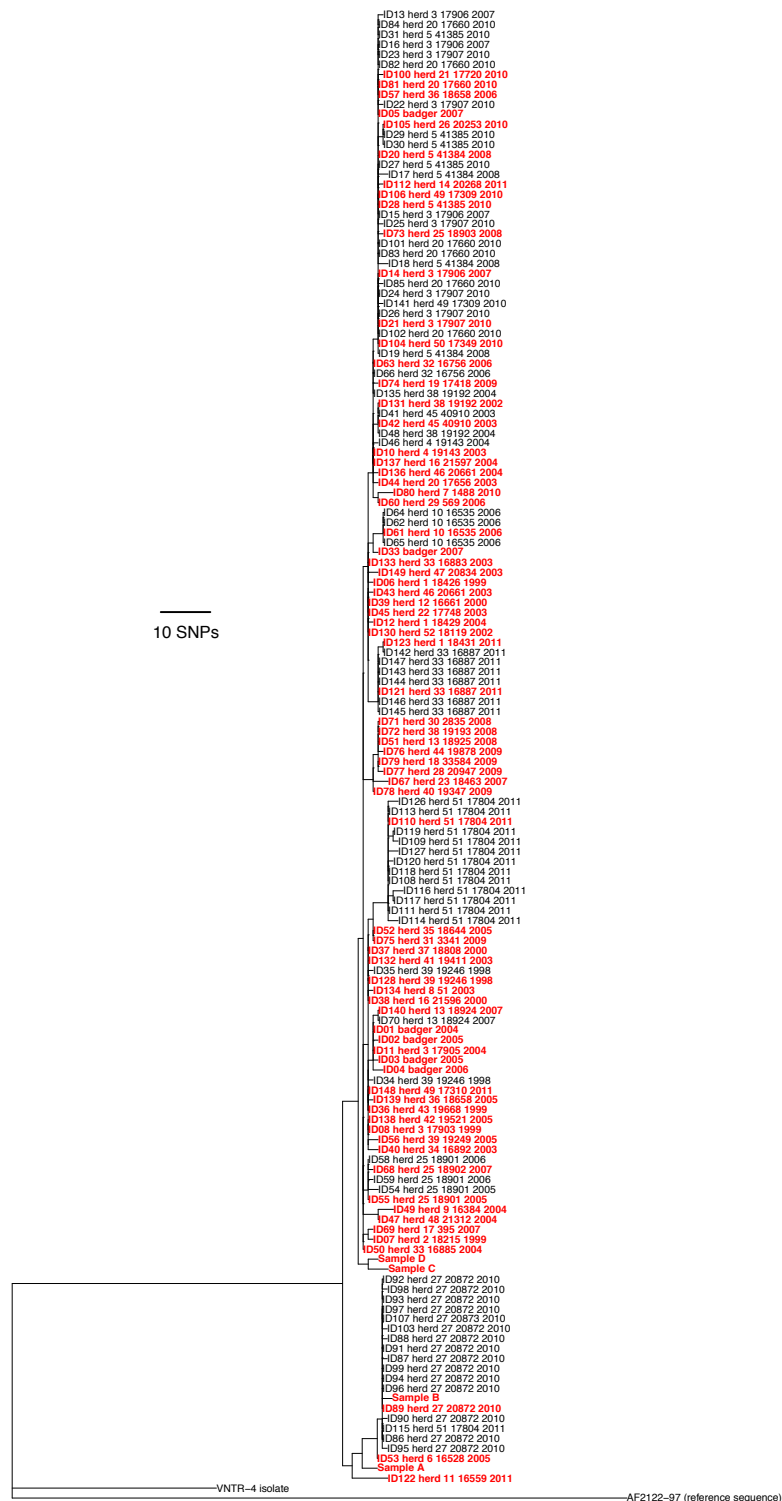 ID13 herd 3 17906 2007
ID84 herd 20 17660 2010
ID31 herd 5 41385 2010
ID16 herd 3 17906 2007
ID23 herd 3 17907 2010
ID82 herd 20 17660 2010
ID100 herd 21 17720 2010
ID81 herd 20 17660 2010
ID57 herd 36 18658 2006
ID22 herd 3 17907 2010
ID05 badger 2007
ID105 herd 26 20253 2010
ID29 herd 5 41385 2010
ID30 herd 5 41385 2010
ID20 herd 5 41384 2008
ID27 herd 5 41385 2010
ID17 herd 5 41384 2008
ID112 herd 14 20268 2011
ID106 herd 49 17309 2010
ID28 herd 5 41385 2010
ID15 herd 3 17906 2007
ID25 herd 3 17907 2010
ID73 herd 25 18903 2008
ID101 herd 20 17660 2010
ID83 herd 20 17660 2010
ID18 herd 5 41384 2008
ID14 herd 3 17906 2007
ID85 herd 20 17660 2010
ID24 herd 3 17907 2010
ID141 herd 49 17309 2010
ID26 herd 3 17907 2010
ID21 herd 3 17907 2010
ID102 herd 20 17660 2010
ID104 herd 50 17349 2010
ID19 herd 5 41384 2008
ID63 herd 32 16756 2006
ID66 herd 32 16756 2006
ID74 herd 19 17418 2009
ID135 herd 38 19192 2004
ID131 herd 38 19192 2002
ID41 herd 45 40910 2003
ID42 herd 45 40910 2003
ID48 herd 38 19192 2004
ID46 herd 4 19143 2004
ID10 herd 4 19143 2003
ID137 herd 16 21597 2004
ID136 herd 46 20661 2004
ID44 herd 20 17656 2003
ID80 herd 7 1488 2010
ID60 herd 29 569 2006
ID64 herd 10 16535 2006
ID62 herd 10 16535 2006
ID61 herd 10 16535 2006
ID65 herd 10 16535 2006
ID33 badger 2007
ID133 herd 33 16883 2003
ID149 herd 47 20834 2003
ID06 herd 1 18426 1999
ID43 herd 46 20661 2003
ID39 herd 12 16661 2000
ID45 herd 22 17748 2003
ID12 herd 1 18429 2004
ID130 herd 52 18119 2002
10 SNPs
ID123 herd 1 18431 2011
ID142 herd 33 16887 2011
ID147 herd 33 16887 2011
ID143 herd 33 16887 2011
ID144 herd 33 16887 2011
ID121 herd 33 16887 2011
ID146 herd 33 16887 2011
ID145 herd 33 16887 2011
ID71 herd 30 2835 2008
ID72 herd 38 19193 2008
ID51 herd 13 18925 2008
ID76 herd 44 19878 2009
ID79 herd 18 33584 2009
ID77 herd 28 20947 2009
ID67 herd 23 18463 2007
ID78 herd 40 19347 2009
ID126 herd 51 17804 2011
ID113 herd 51 17804 2011
ID110 herd 51 17804 2011
ID119 herd 51 17804 2011
ID109 herd 51 17804 2011
ID127 herd 51 17804 2011
ID120 herd 51 17804 2011
ID118 herd 51 17804 2011
ID108 herd 51 17804 2011
ID116 herd 51 17804 2011
ID117 herd 51 17804 2011
ID111 herd 51 17804 2011
ID114 herd 51 17804 2011
ID52 herd 35 18644 2005
ID75 herd 31 3341 2009
ID37 herd 37 18808 2000
ID132 herd 41 19411 2003
ID35 herd 39 19246 1998
ID128 herd 39 19246 1998
ID134 herd 8 51 2003
ID38 herd 16 21596 2000
ID140 herd 13 18924 2007
ID70 herd 13 18924 2007
ID01 badger 2004
ID02 badger 2005
ID11 herd 3 17905 2004
ID03 badger 2005
ID04 badger 2006
ID34 herd 39 19246 1998
ID148 herd 49 17310 2011
ID139 herd 36 18658 2005
ID36 herd 43 19668 1999
ID138 herd 42 19521 2005
ID08 herd 3 17903 1999
ID56 herd 39 19249 2005
ID40 herd 34 16892 2003
ID58 herd 25 18901 2006
ID68 herd 25 18902 2007
ID59 herd 25 18901 2006
ID54 herd 25 18901 2005
ID55 herd 25 18901 2005
ID49 herd 9 16384 2004
ID47 herd 48 21312 2004
ID69 herd 17 395 2007
ID07 herd 2 18215 1999
ID50 herd 33 16885 2004
Sample D
Sample C
ID92 herd 27 20872 2010
ID98 herd 27 20872 2010
ID93 herd 27 20872 2010
ID97 herd 27 20872 2010
ID107 herd 27 20873 2010
ID103 herd 27 20872 2010
ID88 herd 27 20872 2010
ID91 herd 27 20872 2010
ID87 herd 27 20872 2010
ID99 herd 27 20872 2010
ID94 herd 27 20872 2010
ID96 herd 27 20872 2010
Sample B
ID89 herd 27 20872 2010
ID90 herd 27 20872 2010
ID115 herd 51 17804 2011
ID86 herd 27 20872 2010
ID95 herd 27 20872 2010
ID53 herd 6 16528 2005
Sample A
ID122 herd 11 16559 2011
VNTR−4 isolate
AF2122−97 (reference sequence)